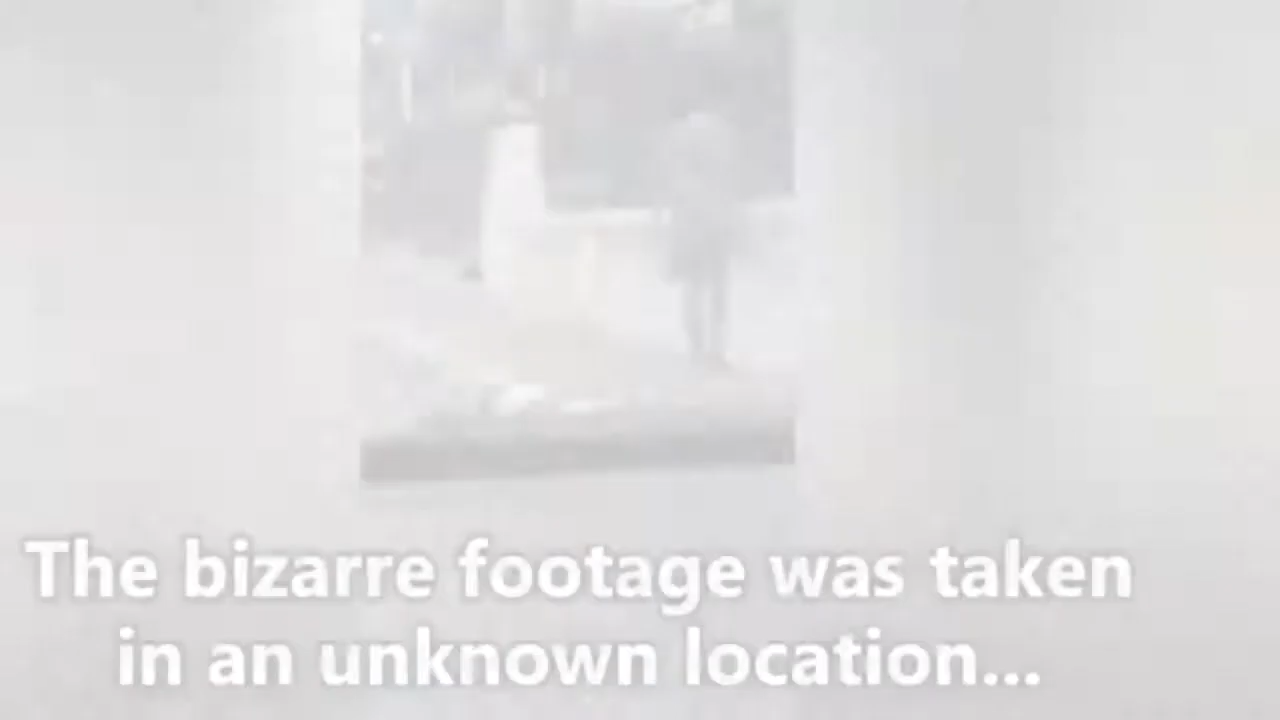 The bizarre footage was taken
in an unknown location...